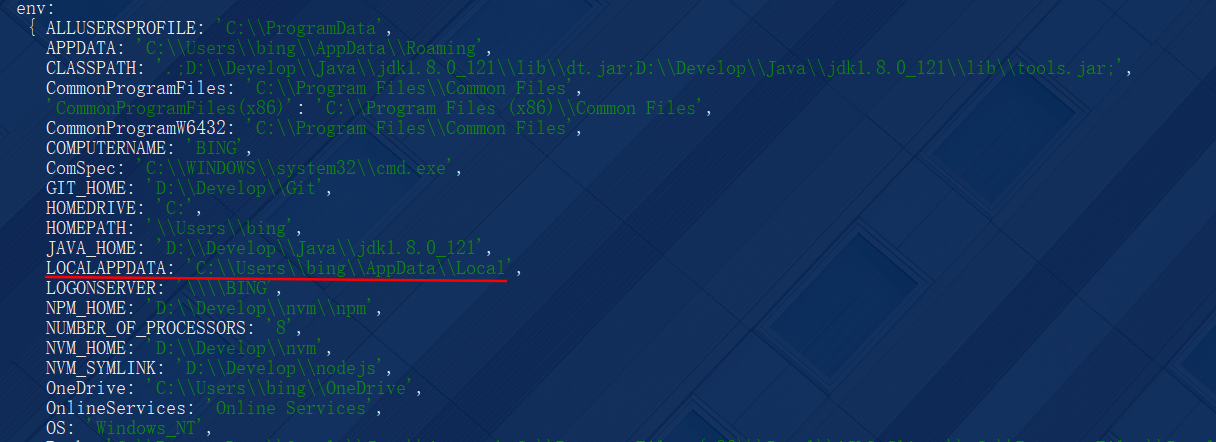 env:
{ ALLUSERSPROFILE: 'C:\\ProgramData',
APPDATA: 'C:\\Users\\bing\\AppData\\Roaming',
CLASSPATH: '.;D:\\Develop\\Java\\jdk1.8.0_121\\lib\\dt.jar;D:\\Develop\\Java\\jdk1.8.0_121\\lib\\tools.jar;',
CommonProgramFiles: 'C:\\Program Files\\Common Files',
'CommonProgramFiles(x86)': 'C:\\Program Files (x86)\\Common Files',
CommonProgramW6432: 'C:\\Program Files\\Common Files',
COMPUTERNAME: 'BING',
ComSpec: 'C:\\WINDOWS\\system32\\cmd.exe',
GIT_HOME: 'D:\\Develop\\Git',
HOMEDRIVE: 'C:',
HOMEPATH: '\\Users\\bing',
JAVA_HOME: 'D:\\Develop\\Java\\jdk1.8.0_121',
LOCALAPPDATA: 'C:\\Users\\bing\\AppData\\Local',
LOGONSERVER: '\\\\BING',
NPM_HOME: 'D:\\Develop\\nvm\\npm',
NUMBER_OF_PROCESSORS: '8',
NVM_HOME: 'D:\\Develop\\nvm',
NVM_SYMLINK: 'D:\\Develop\\nodejs',
OneDrive: 'C:\\Users\\bing\\OneDrive',
OnlineServices: 'Online Services',
OS: 'Windows_NT',